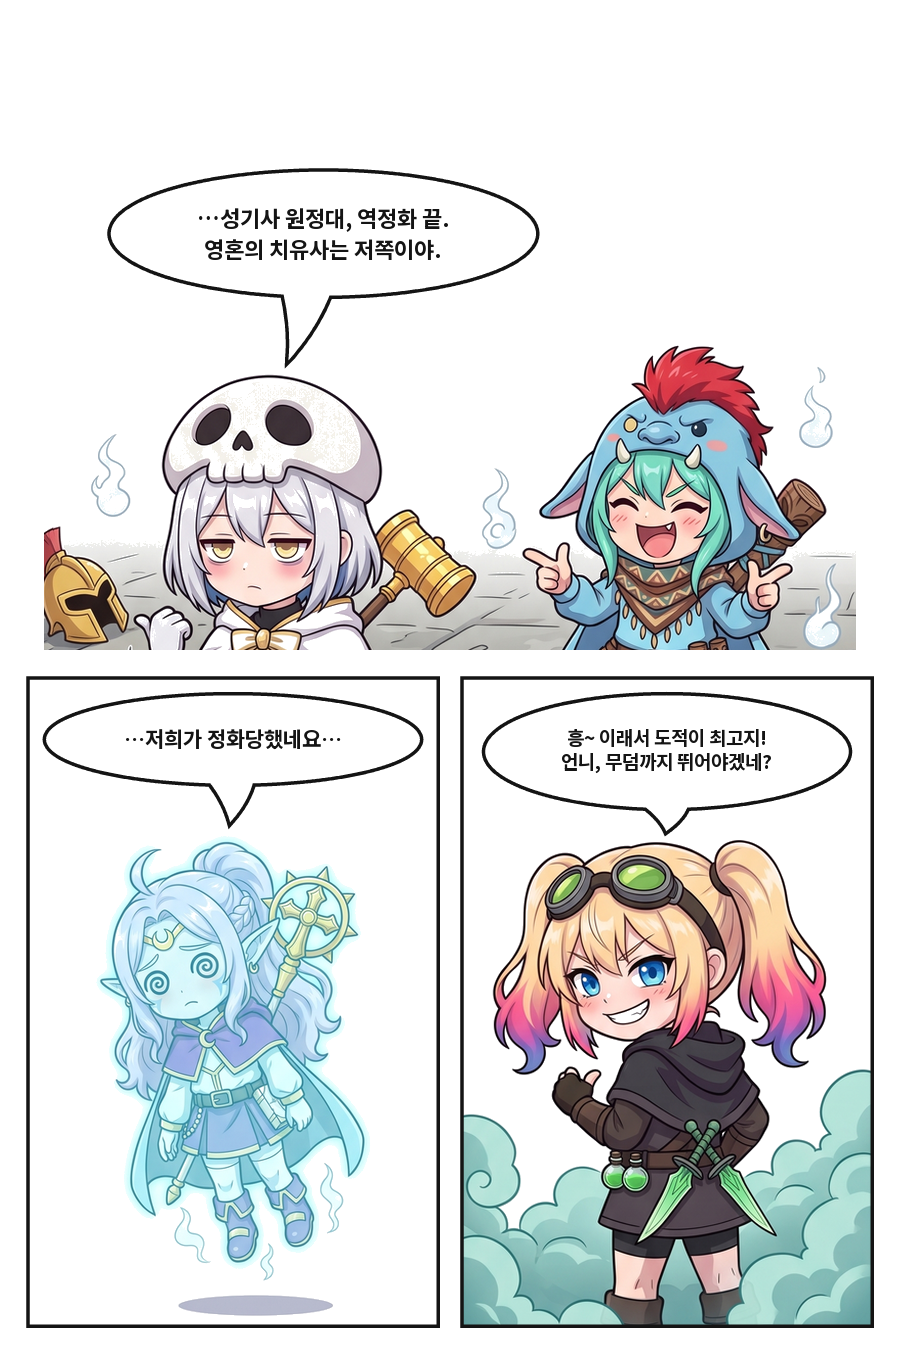 …성기사 원정대, 역정화 끝.
영혼의 치유사는 저쪽이야.
…저희가 정화당했네요…
흥~ 이래서 도적이 최고지!
언니, 무덤까지 뛰어야겠네?